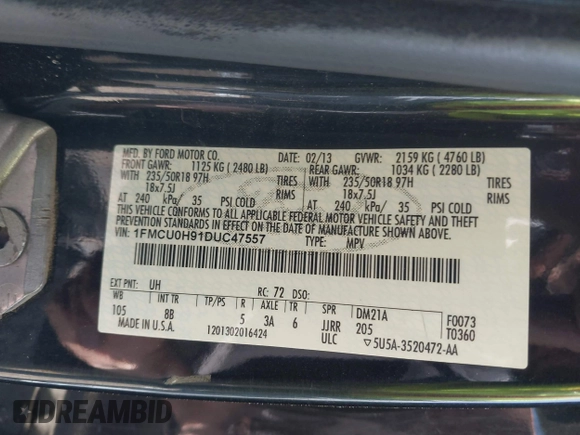 MFD. BY FORD MOTOR CO. DATE: 02/13 GVWR: 2159 KG ( 4760 LB)
FRONT GAWR: 1125 KG ( 2480 LB) REAR GAWR: 1034 KG ( 2280 LB)
WITH 235/50R18 97H TIRES WITH 235/50R18 97H TIRES
18x7.5J RIMS 18x7.5J RIMS
AT 240 kPa/ 35 PSI COLD AT 240 kPa/ 35 PSI COLD
THIS VEHICLE CONFORMS TO ALL APPLICABLE FEDERAL MOTOR VEHICLE SAFETY AND THEFT
PREVENTION STANDARDS IN EFFECT ON THE DATE OF MANUFACTURE SHOWN ABOVE.
VIN: 1FMCU0H91DUC47557 TYPE: MPV
EXT PNT: UH RC: 72 DSO:
WB INT TR TP/PS R AXLE TR SPR DM21A F0073
105 8B 5 3A 6 JJRR 205 T0360
MADE IN U.S.A. 1201302016424 ULC ▽5U5A-3520472-AA
IDREAMBID